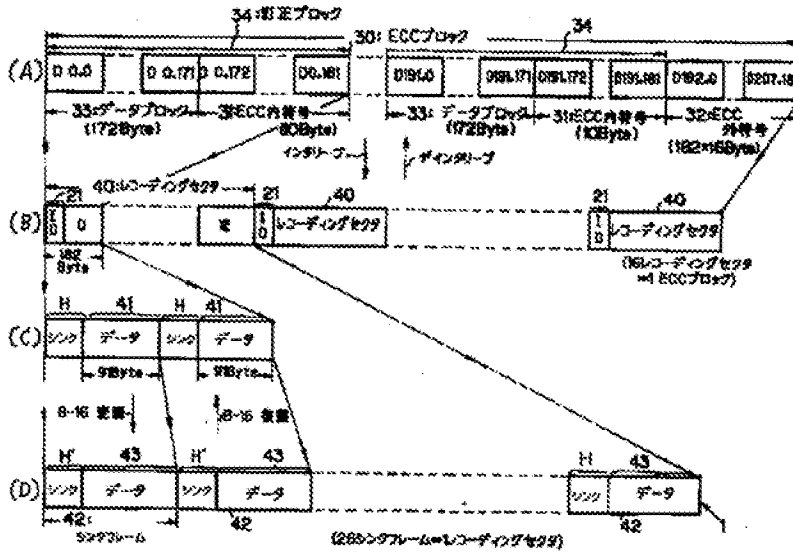 34:訂正ブロック
30:ECCブロック
34
(A)
D 0.0
D 0.171
D 0.172
D0.181
D191.0
D191.171
D191.172
D191.181
D192.0
D207.18
33:データブロック
(172Byte)
31:ECC内符号
33:データブロック
(172Byte)
31:ECC内符号
(10Byte)
32:ECC
外符号
(182*16Byte)
インタリーブ
デインタリーブ
40:レコーディングセクタ
21
40
21
40
(B)
21
ID
0
ID
レコーディングセクタ
ID
レコーディングセクタ
182
Byte
(16レコーディングセクタ
=1 ECCブロック)
H
41
H
41
(C)
シンク
データ
シンク
データ
91Byte
91Byte
8-16 変調
8-16 復調
H'
43
H'
43
H
43
(D)
シンク
データ
シンク
データ
シンク
データ
42:
シンクフレーム
42
(26シンクフレーム=1レコーディングセクタ)
42
1